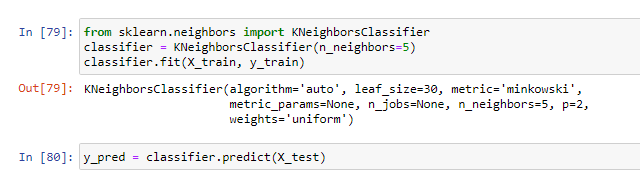 In [79]: from sklearn.neighbors import KNeighborsClassifier
classifier = KNeighborsClassifier(n_neighbors=5)
classifier.fit(X_train, y_train)
Out[79]: KNeighborsClassifier(algorithm='auto', leaf_size=30, metric='minkowski',
metric_params=None, n_jobs=None, n_neighbors=5, p=2,
weights='uniform')
In [80]: y_pred = classifier.predict(X_test)